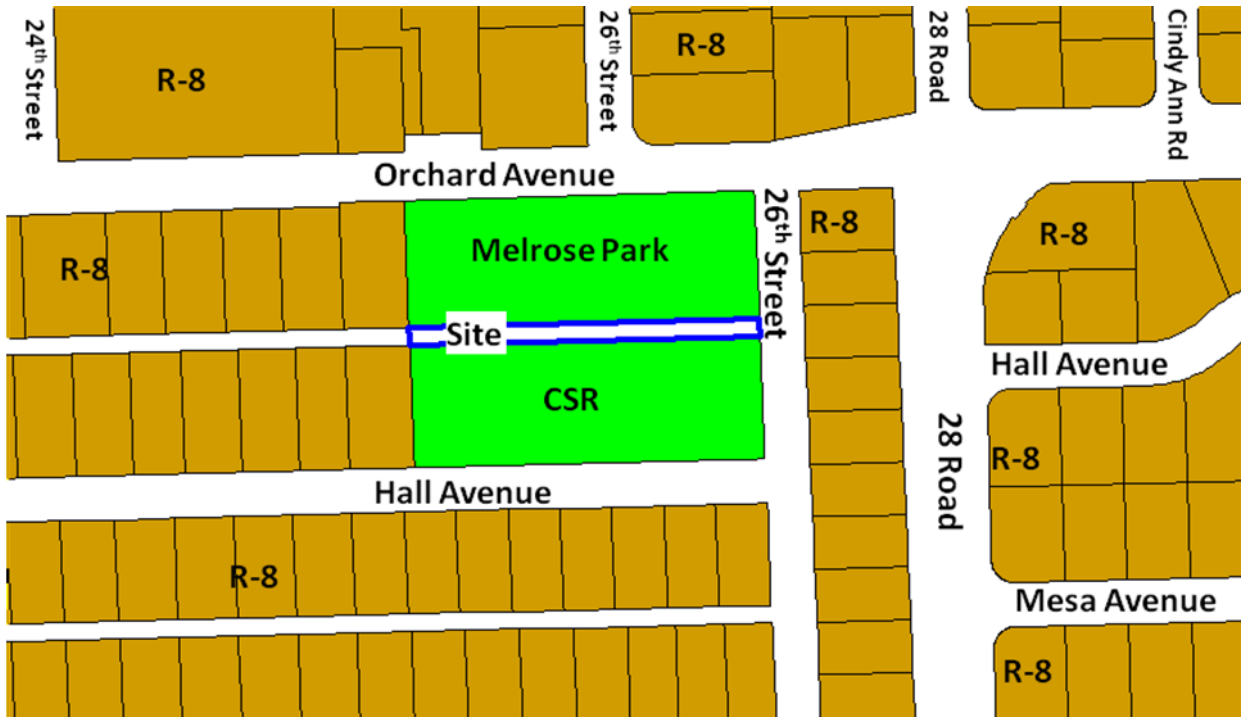 24th Street
R-8
26th Street
R-8
28 Road
Cindy Ann Rd
Orchard Avenue
R-8
Melrose Park
26th Street
R-8
R-8
Site
Hall Avenue
CSR
28 Road
R-8
Hall Avenue
R-8
Mesa Avenue
R-8